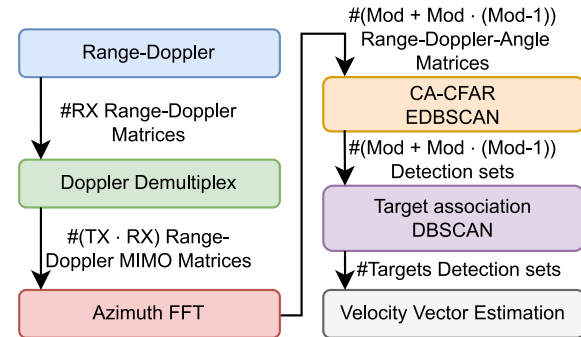 Range-Doppler
#RX Range-Doppler
Matrices
Doppler Demultiplex
#(TX · RX) Range-
Doppler MIMO Matrices
Azimuth FFT
#(Mod + Mod · (Mod-1))
Range-Doppler-Angle
Matrices
CA-CFAR
EDBSCAN
#(Mod + Mod · (Mod-1))
Detection sets
Target association
DBSCAN
#Targets Detection sets
Velocity Vector Estimation